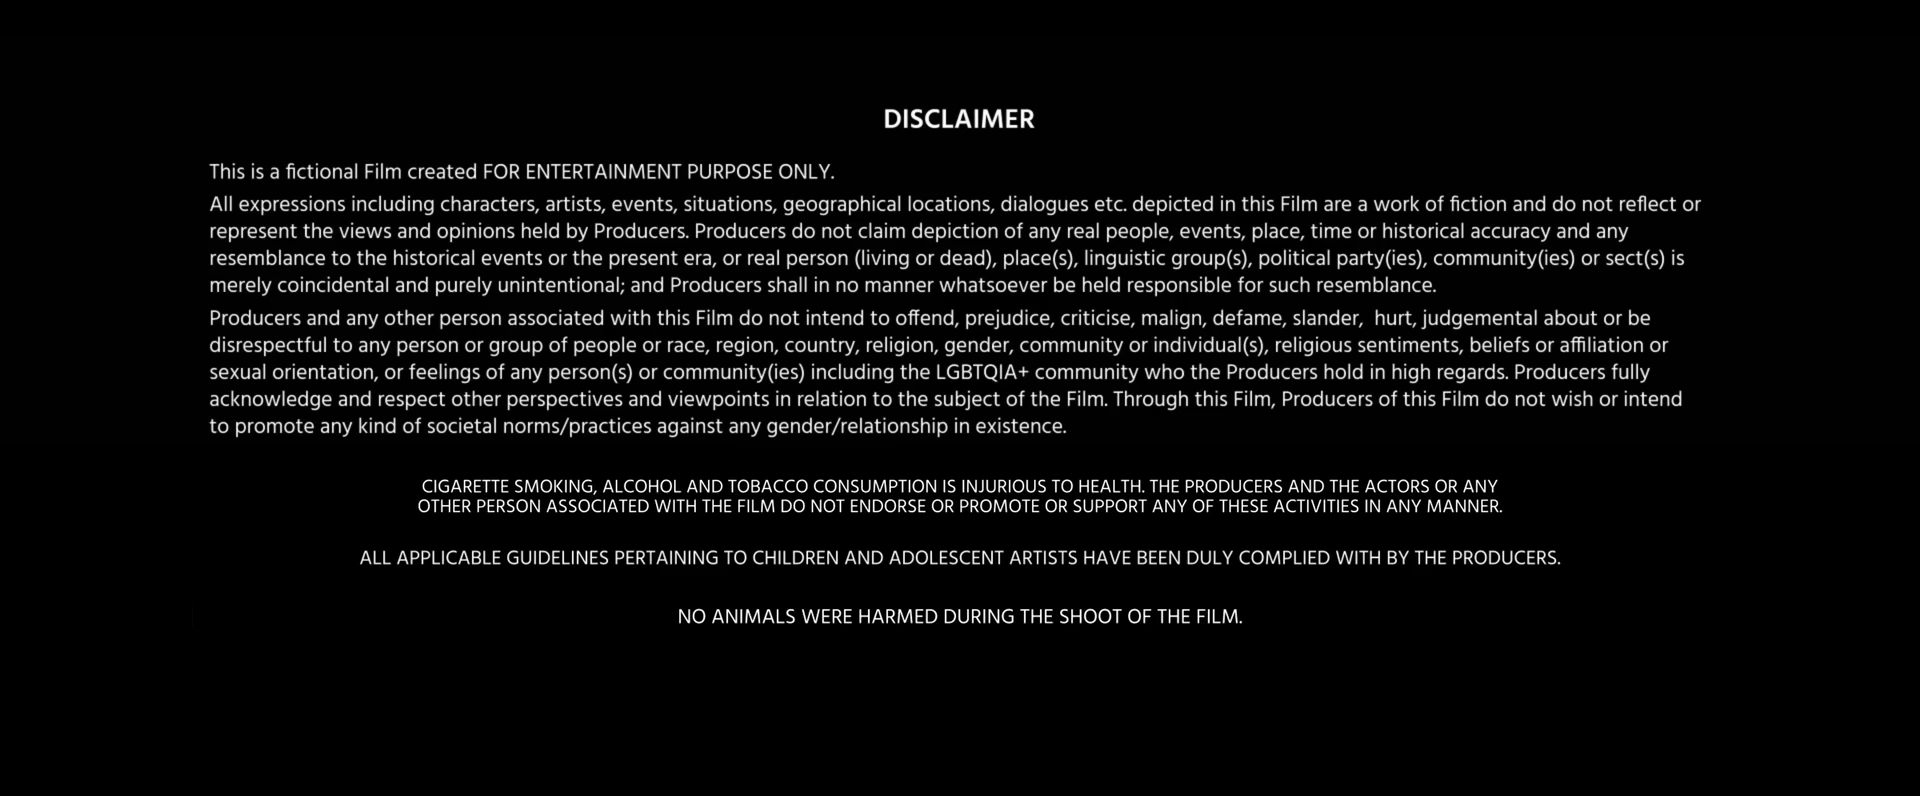 DISCLAIMER
This is a fictional Film created FOR ENTERTAINMENT PURPOSE ONLY.
All expressions including characters, artists, events, situations, geographical locations, dialogues etc. depicted in this Film are a work of fiction and do not reflect or
represent the views and opinions held by Producers. Producers do not claim depiction of any real people, events, place, time or historical accuracy and any
resemblance to the historical events or the present era, or real person (living or dead), place(s), linguistic group(s), political party(ies), community(ies) or sect(s) is
merely coincidental and purely unintentional; and Producers shall in no manner whatsoever be held responsible for such resemblance.
Producers and any other person associated with this Film do not intend to offend, prejudice, criticise, malign, defame, slander,  hurt, judgemental about or be
disrespectful to any person or group of people or race, region, country, religion, gender, community or individual(s), religious sentiments, beliefs or affiliation or
sexual orientation, or feelings of any person(s) or community(ies) including the LGBTQIA+ community who the Producers hold in high regards. Producers fully
acknowledge and respect other perspectives and viewpoints in relation to the subject of the Film. Through this Film, Producers of this Film do not wish or intend
to promote any kind of societal norms/practices against any gender/relationship in existence.
CIGARETTE SMOKING, ALCOHOL AND TOBACCO CONSUMPTION IS INJURIOUS TO HEALTH. THE PRODUCERS AND THE ACTORS OR ANY
OTHER PERSON ASSOCIATED WITH THE FILM DO NOT ENDORSE OR PROMOTE OR SUPPORT ANY OF THESE ACTIVITIES IN ANY MANNER.
ALL APPLICABLE GUIDELINES PERTAINING TO CHILDREN AND ADOLESCENT ARTISTS HAVE BEEN DULY COMPLIED WITH BY THE PRODUCERS.
NO ANIMALS WERE HARMED DURING THE SHOOT OF THE FILM.